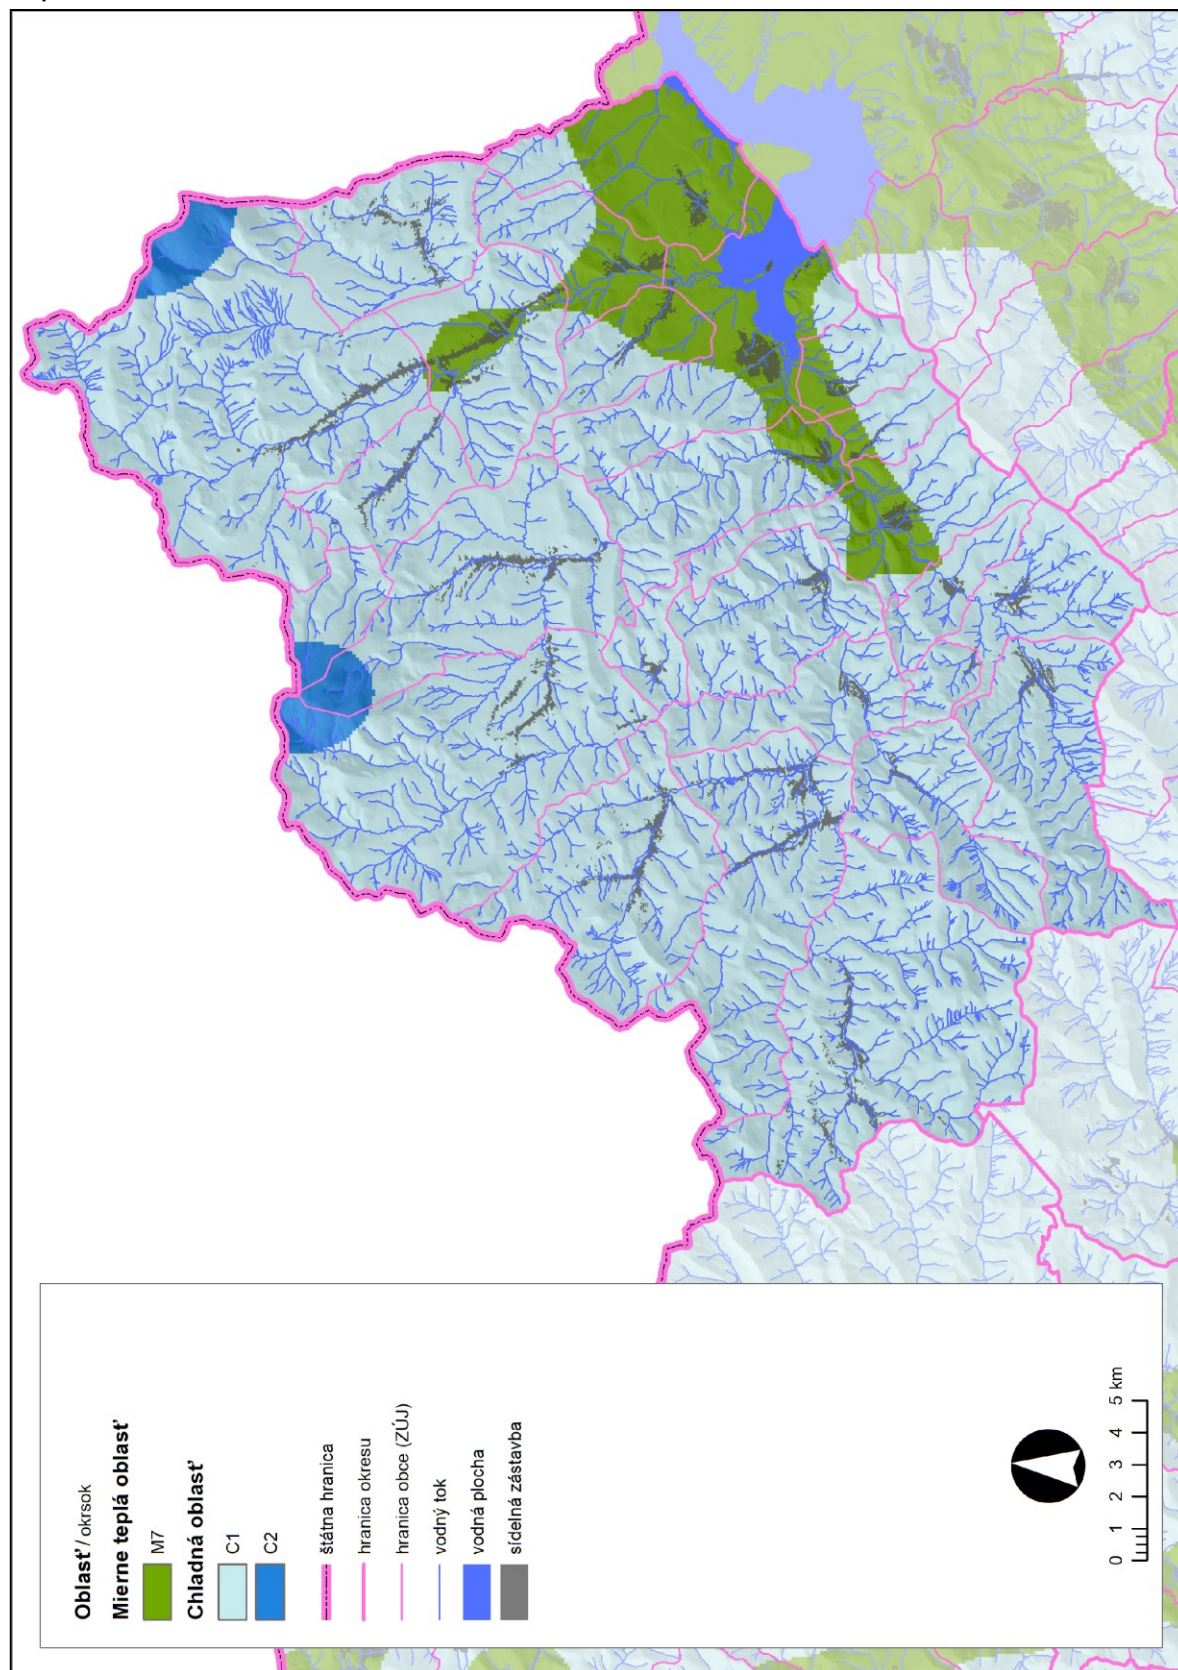 Oblasť / okrsok
Mierne teplá oblasť
M7
Chladná oblasť
C1
C2
štátna hranica
hranica okresu
hranica obce (ZÚJ)
vodný tok
vodná plocha
sídelná zástavba
0 1 2 3 4 5 km